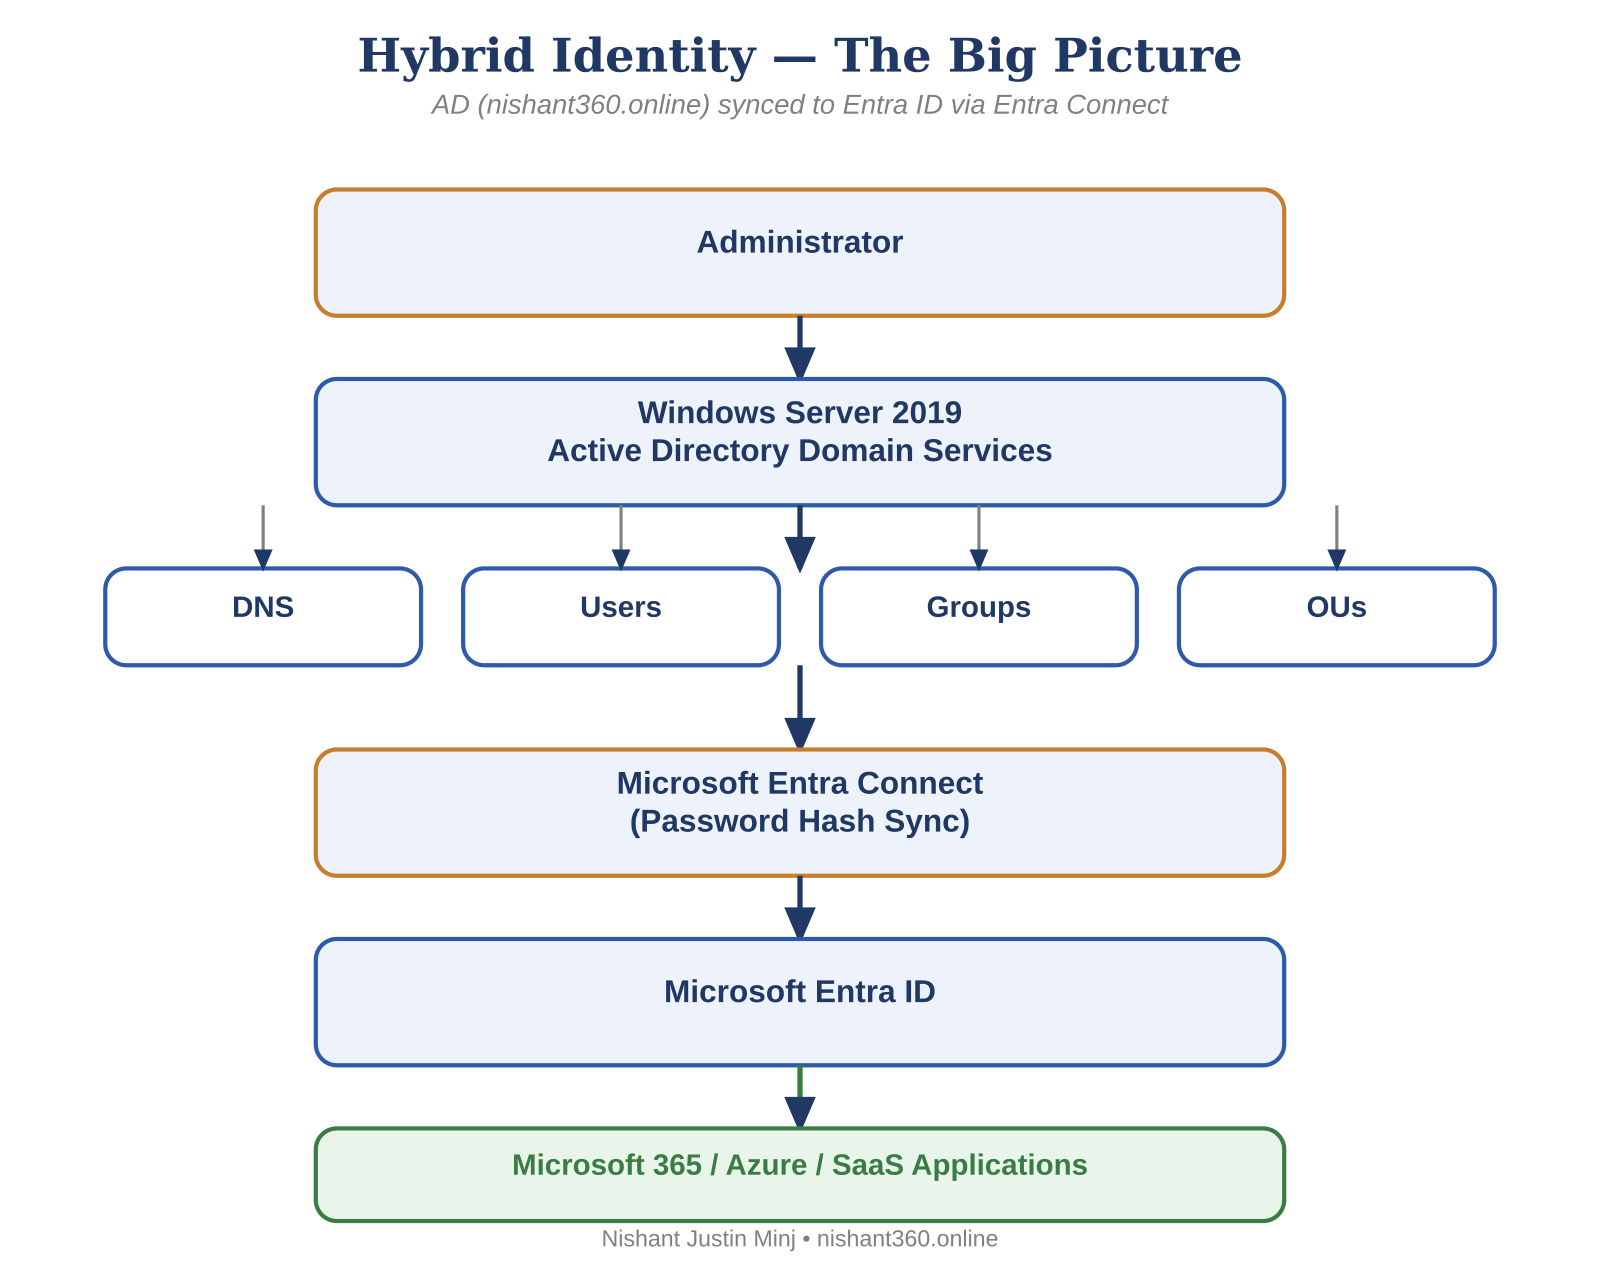 Hybrid Identity — The Big Picture
AD (nishant360.online) synced to Entra ID via Entra Connect
Administrator
Windows Server 2019
Active Directory Domain Services
DNS
Users
Groups
OUs
Microsoft Entra Connect
(Password Hash Sync)
Microsoft Entra ID
Microsoft 365 / Azure / SaaS Applications
Nishant Justin Minj • nishant360.online